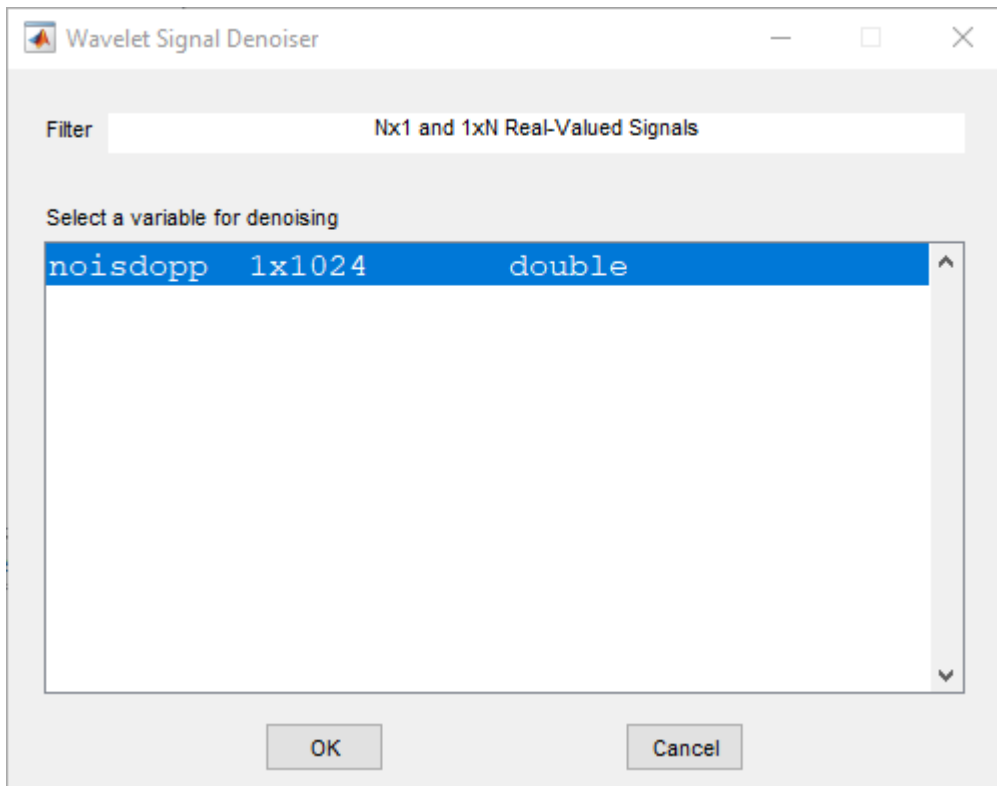 Wavelet Signal Denoiser
Filter Nx1 and 1xN Real-Valued Signals
Select a variable for denoising
noisdopp 1x1024 double
OK Cancel